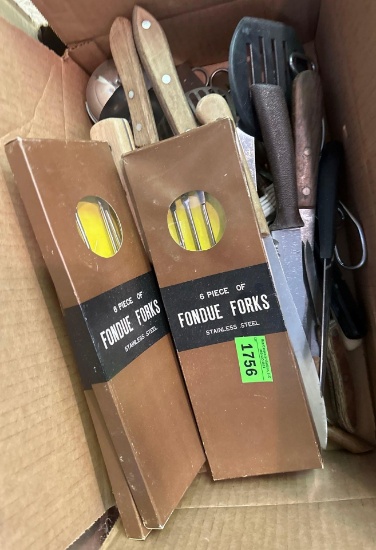 6 PIECE OF
FONDUE FORKS
STAINLESS STEEL
6 PIECE OF
FONDUE FORKS
STAINLESS STEEL
1756